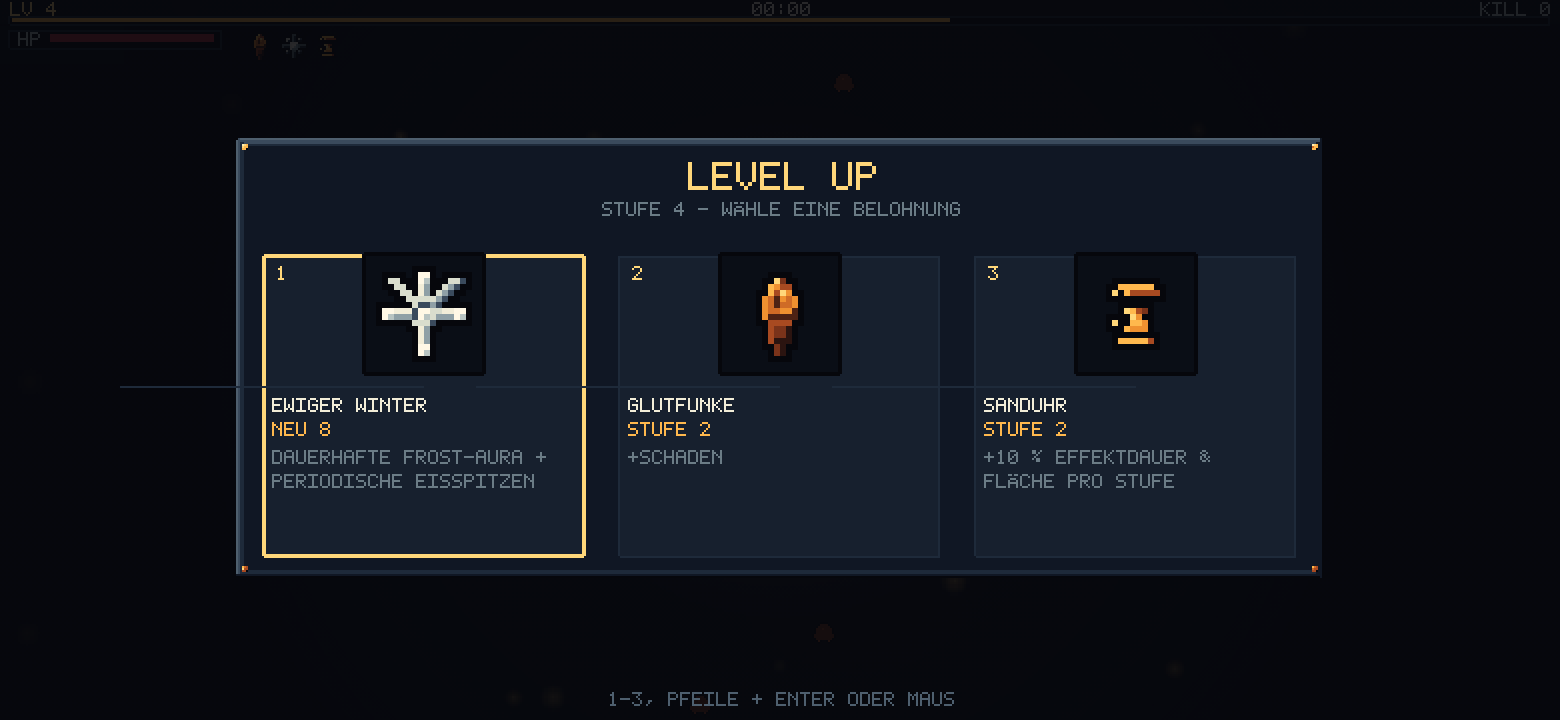 LV 4
00:00
KILL 0
HP
LEVEL UP
STUFE 4 – WÄHLE EINE BELOHNUNG
1
2
3
EWIGER WINTER
NEU 8
DAUERHAFTE FROST-AURA +
PERIODISCHE EISSPITZEN
GLUTFUNKE
STUFE 2
+SCHADEN
SANDUHR
STUFE 2
+10 % EFFEKTDAUER &
FLÄCHE PRO STUFE
1–3, PFEILE + ENTER ODER MAUS